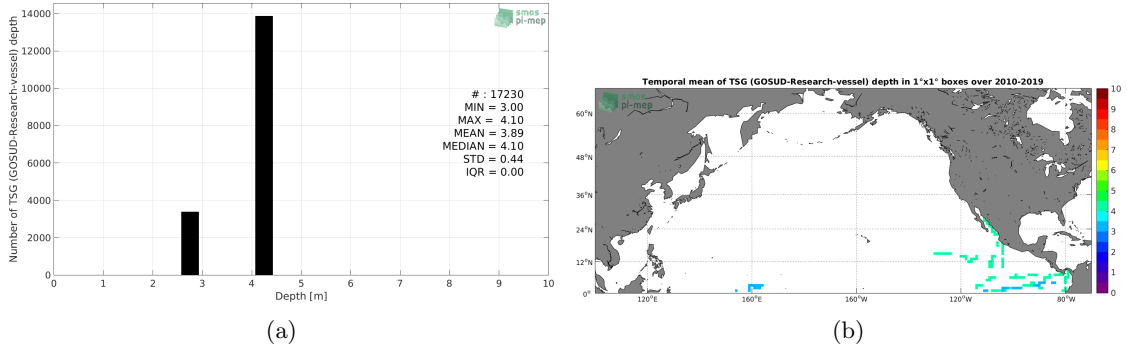 smos
pi-mep
14000
12000
10000
8000
6000
4000
2000
0
Number of TSG (GOSUD-Research-vessel) depth
# : 17230
MIN = 3.00
MAX = 4.10
MEAN = 3.89
MEDIAN = 4.10
STD = 0.44
IQR = 0.00
0 1 2 3 4 5 6 7 8 9 10
Depth [m]
(a)
Temporal mean of TSG (GOSUD-Research-vessel) depth in 1°x1° boxes over 2010-2019
smos
pi-mep
60°N
48°N
36°N
24°N
12°N
0°
120°E 140°E 160°E 180°W 160°W 140°W 120°W 100°W 80°W
10
9
8
7
6
5
4
3
2
1
0
(b)